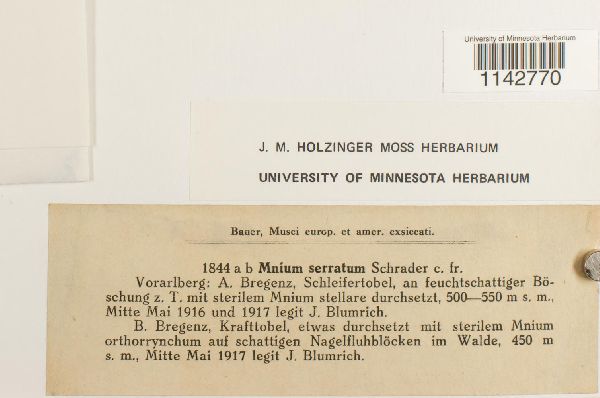 University of Minnesota Herbarium
1142770
J. M. HOLZINGER MOSS HERBARIUM
UNIVERSITY OF MINNESOTA HERBARIUM
Bauer, Musci europ. et amer. exsiccati.
1844 a b Mnium serratum Schrader c. fr.
Vorarlberg: A. Bregenz, Schleifertobel, an feuchtschattiger Bö-
schung z. T. mit sterilem Mnium stellare durchsetzt, 500—550 m s. m.,
Mitte Mai 1916 und 1917 legit J. Blumrich.
B. Bregenz, Krafttobel, etwas durchsetzt mit sterilem Mnium
orthorrynchum auf schattigen Nagelfluhblöcken im Walde, 450 m
s. m., Mitte Mai 1917 legit J. Blumrich.